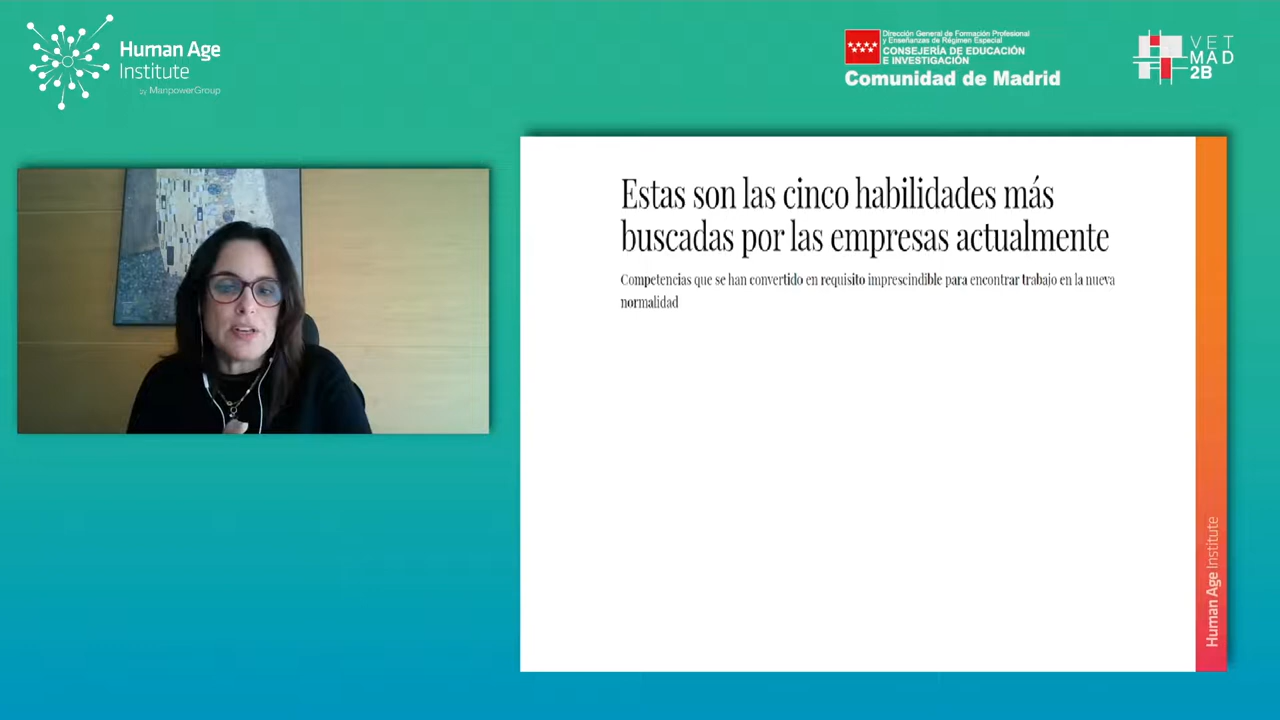 Human Age
Institute
by ManpowerGroup
Dirección General de Formación Profesional
y Enseñanzas de Régimen Especial
CONSEJERÍA DE EDUCACIÓN
E INVESTIGACIÓN
Comunidad de Madrid
VET
MAD
2B
Estas son las cinco habilidades más
buscadas por las empresas actualmente
Competencias que se han convertido en requisito imprescindible para encontrar trabajo en la nueva
normalidad
Human Age Institute